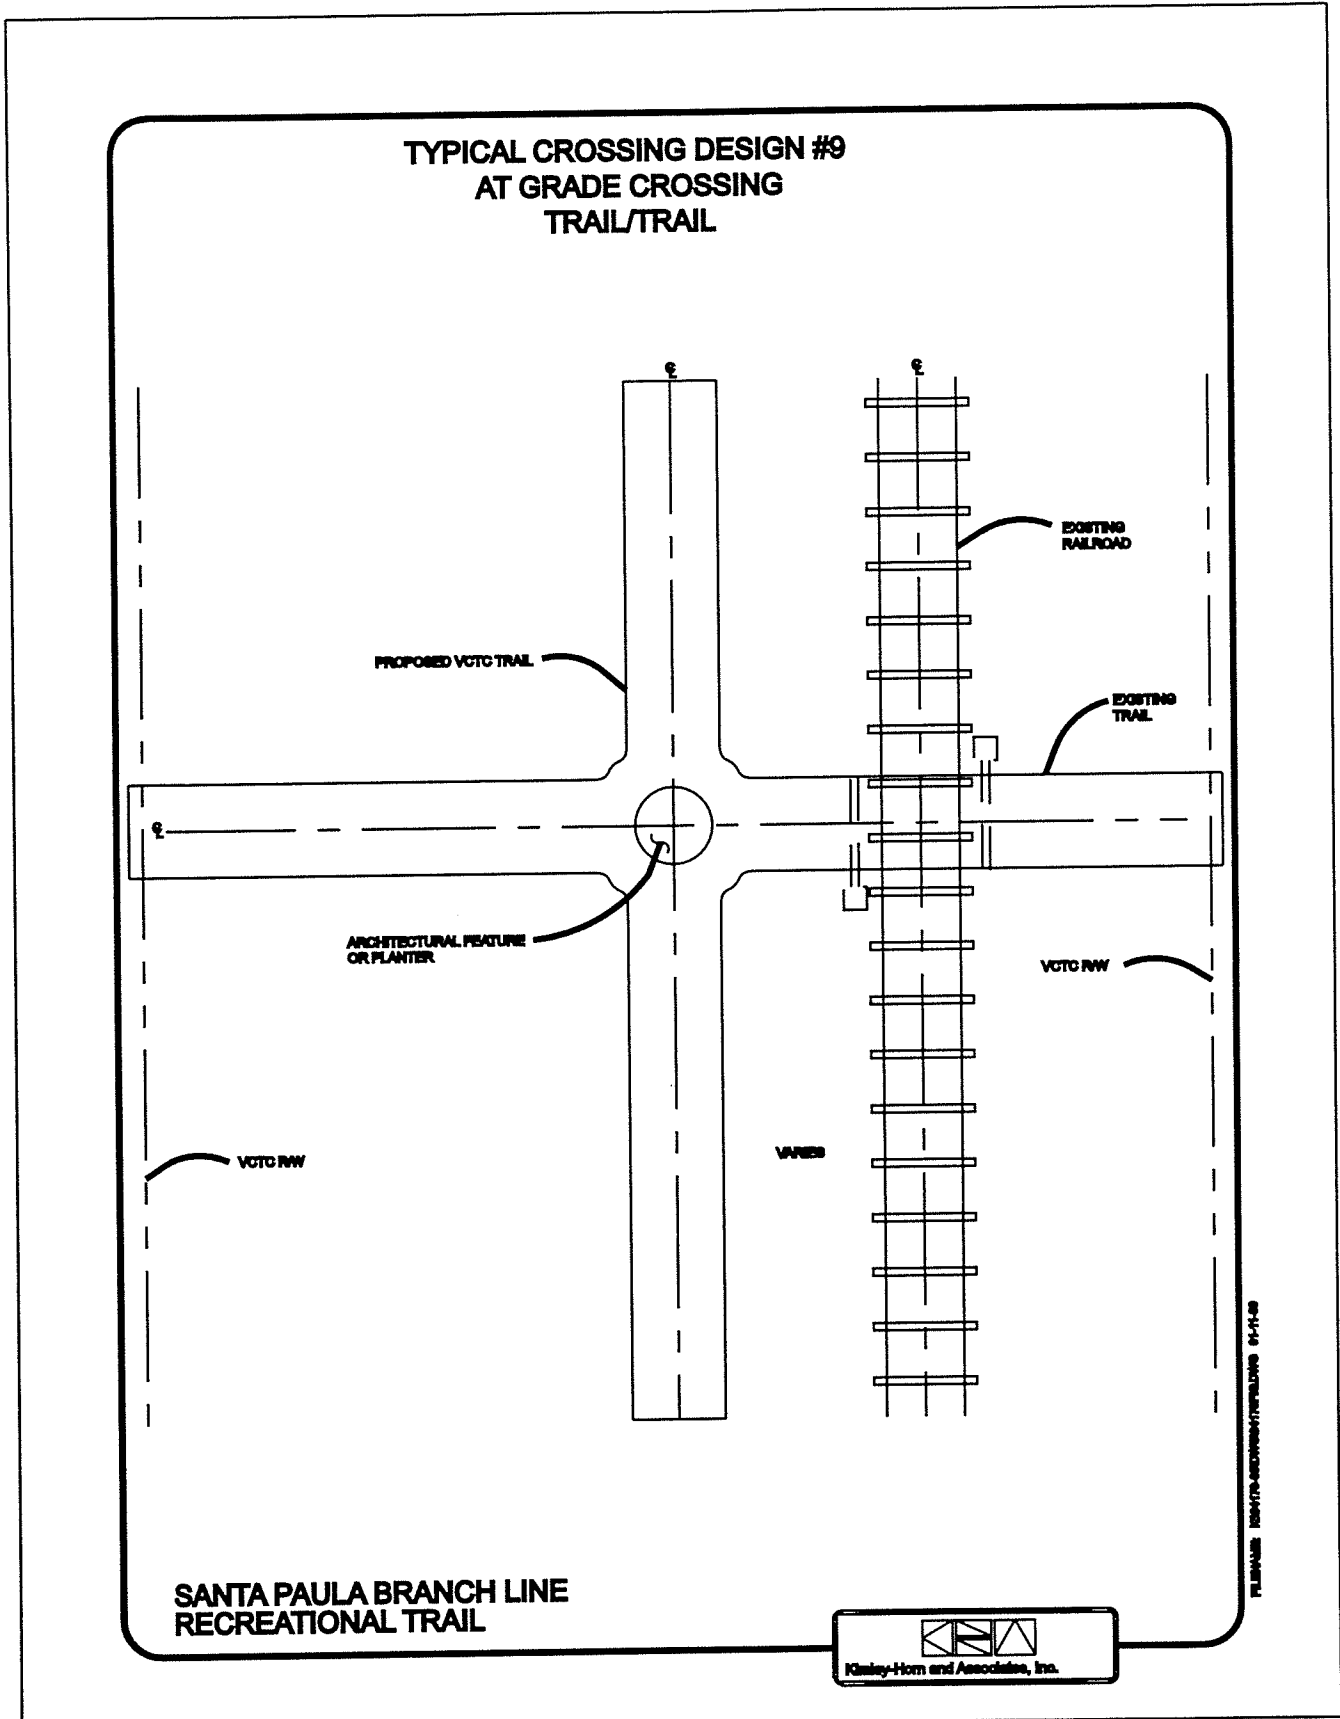 TYPICAL CROSSING DESIGN #9
AT GRADE CROSSING
TRAIL/TRAIL
℄
℄
EXISTING
RAILROAD
PROPOSED VCTC TRAIL
EXISTING
TRAIL
℄
ARCHITECTURAL FEATURE
OR PLANTER
VCTC R/W
VARIES
VCTC R/W
SANTA PAULA BRANCH LINE
RECREATIONAL TRAIL
Kimley-Horn and Associates, Inc.
FILENAME: